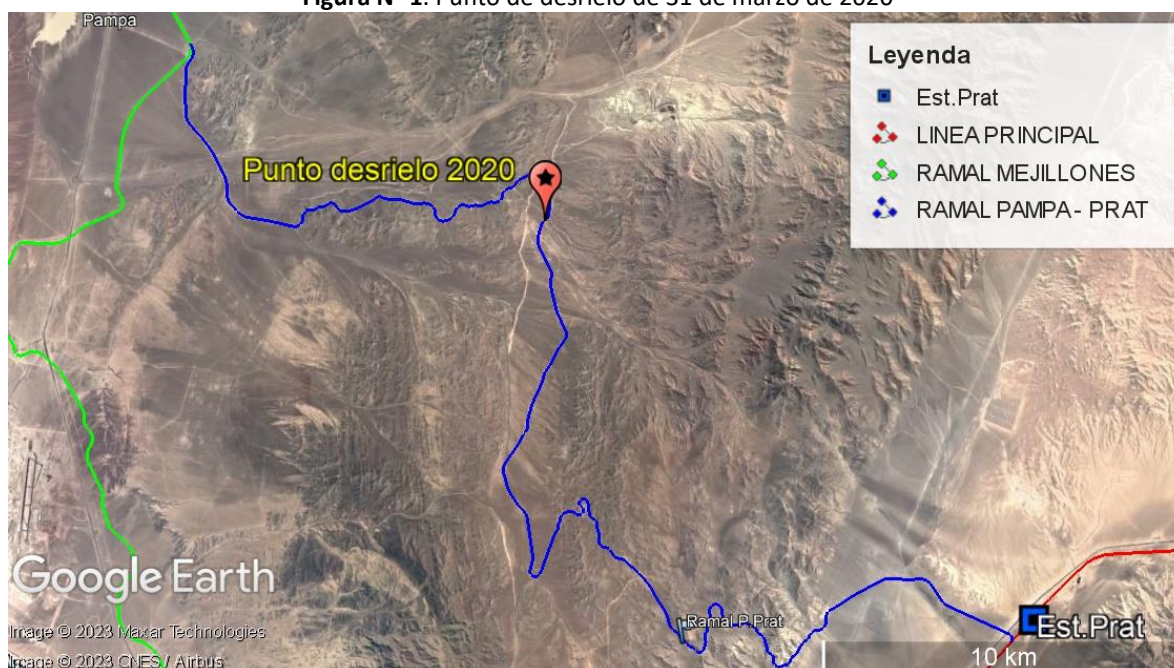 Figura N° 1. Punto de desrielo de 31 de marzo de 2020
Pampa
Leyenda
Est.Prat
LINEA PRINCIPAL
RAMAL MEJILLONES
RAMAL PAMPA - PRAT
Punto desrielo 2020
Google Earth
Image © 2023 Maxar Technologies
Image © 2023 CNES / Airbus
Ramal P.Prat
Est.Prat
10 km